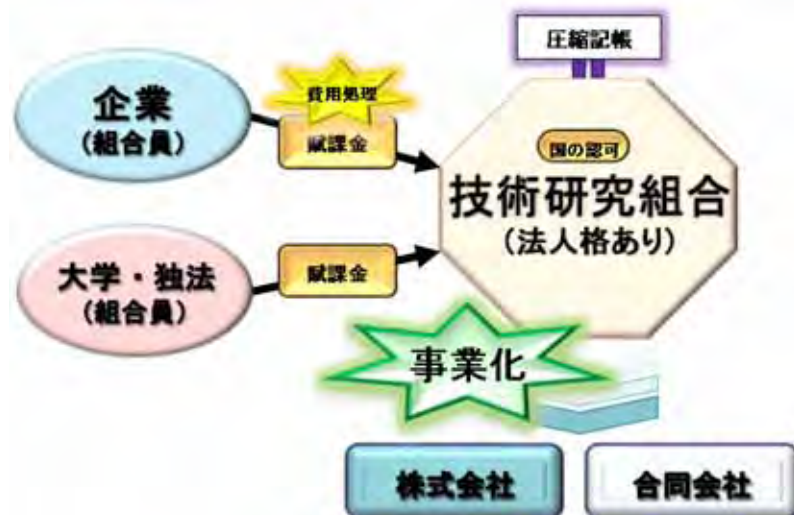 圧縮記帳
企業
(組合員)
費用処理
賦課金
国の認可
技術研究組合
(法人格あり)
大学・独法
(組合員)
賦課金
事業化
株式会社
合同会社